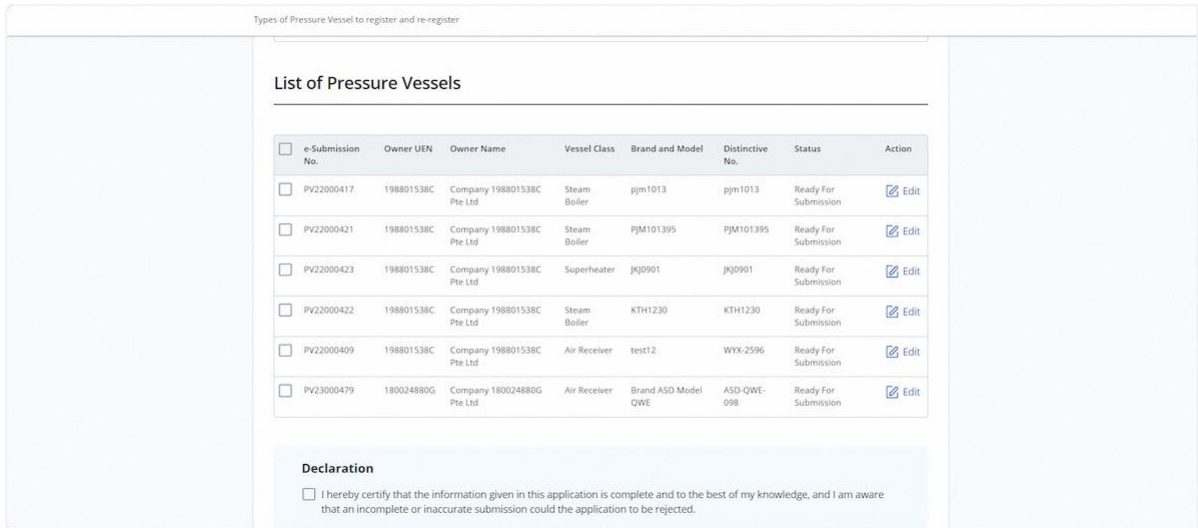 Types of Pressure Vessel to register and re-register
List of Pressure Vessels
e-Submission Owner UEN Owner Name Vessel Class Brand and Model Distinctive Status Action
No. No.
PV22000417 198801538C Company 198801538C Steam pjm1013 pjm1013 Ready For Edit
Pte Ltd Boiler Submission
PV22000421 198801538C Company 198801538C Steam PJM101395 PJM101395 Ready For Edit
Pte Ltd Boiler Submission
PV22000423 198801538C Company 198801538C Superheater JKJ0901 JKJ0901 Ready For Edit
Pte Ltd Submission
PV22000422 198801538C Company 198801538C Steam KTH1230 KTH1230 Ready For Edit
Pte Ltd Boiler Submission
PV22000409 198801538C Company 198801538C Air Receiver test12 WYX-2596 Ready For Edit
Pte Ltd Submission
PV23000479 180024880G Company 180024880G Air Receiver Brand ASD Model ASD-QWE- Ready For Edit
Pte Ltd QWE 098 Submission
Declaration
I hereby certify that the information given in this application is complete and to the best of my knowledge, and I am aware
that an incomplete or inaccurate submission could the application to be rejected.